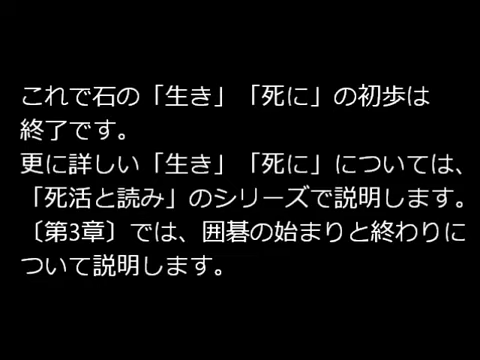 これで石の「生き」「死に」の初歩は
終了です。
更に詳しい「生き」「死に」については、
「死活と読み」のシリーズで説明します。
〔第3章〕では、囲碁の始まりと終わりに
ついて説明します。